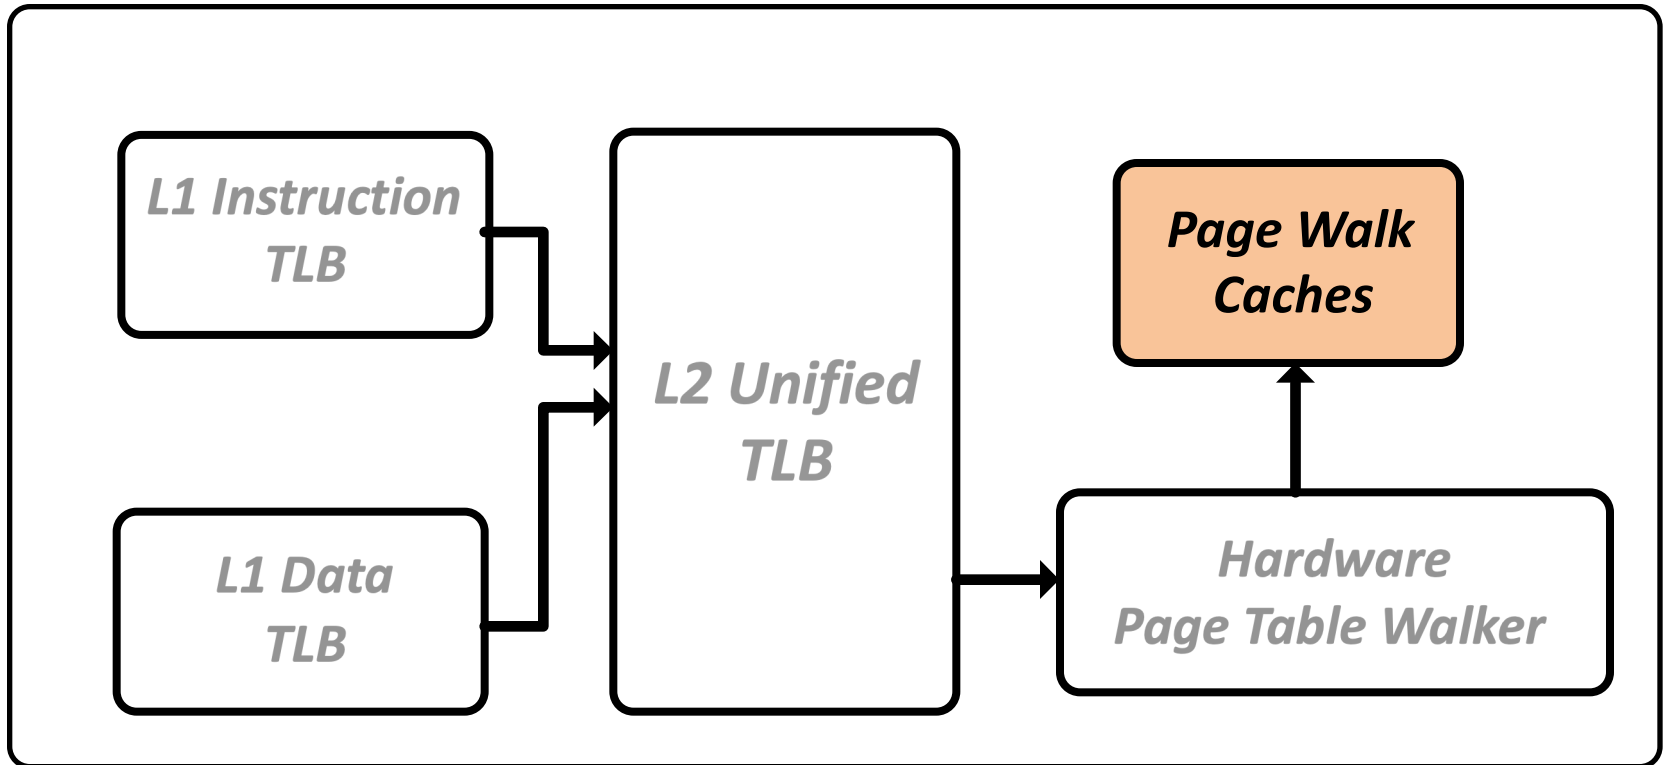 L1 Instruction
TLB
L1 Data
TLB
L2 Unified
TLB
Page Walk
Caches
Hardware
Page Table Walker